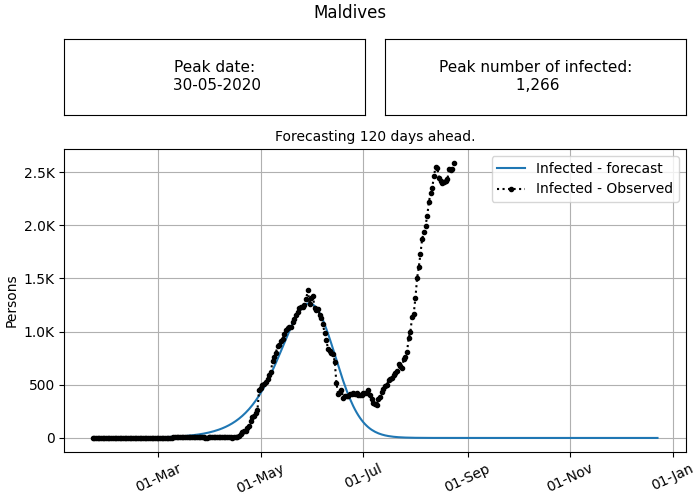 Maldives
Peak date:
30-05-2020
Peak number of infected:
1,266
Forecasting 120 days ahead.
Infected - forecast
Infected - Observed
2.5K
2.0K
1.5K
1.0K
500
0
Persons
01-Mar
01-May
01-Jul
01-Sep
01-Nov
01-Jan